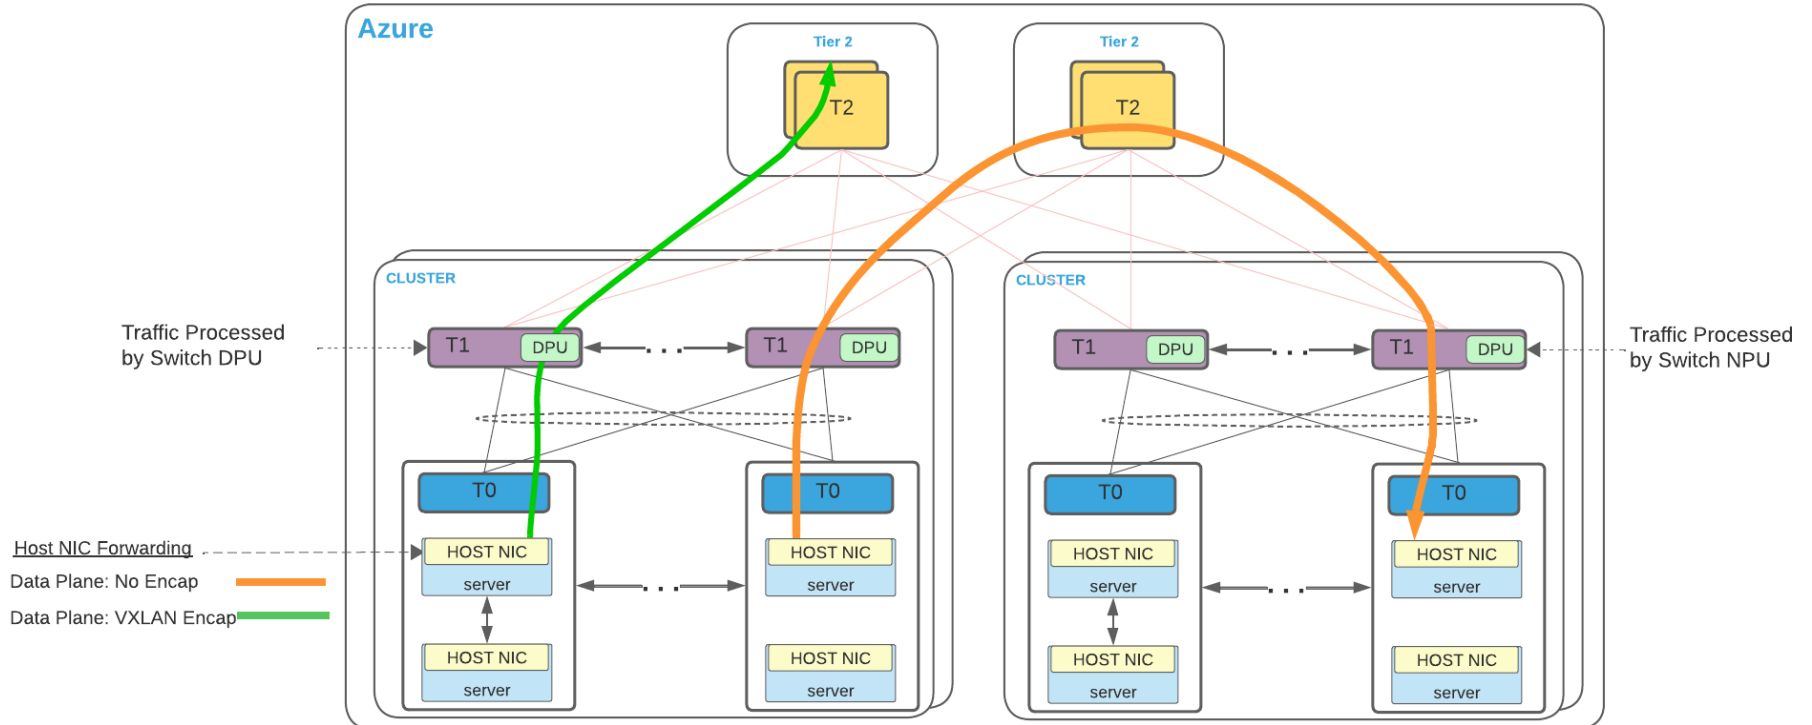 Azure
Tier 2
Tier 2
T2
T2
CLUSTER
CLUSTER
Traffic Processed
by Switch DPU
T1
DPU
...
T1
DPU
T1
DPU
...
T1
DPU
Traffic Processed
by Switch NPU
T0
T0
T0
T0
Host NIC Forwarding
Data Plane: No Encap
Data Plane: VXLAN Encap
HOST NIC
server
...
HOST NIC
server
HOST NIC
server
...
HOST NIC
server
HOST NIC
server
HOST NIC
server
HOST NIC
server
HOST NIC
server